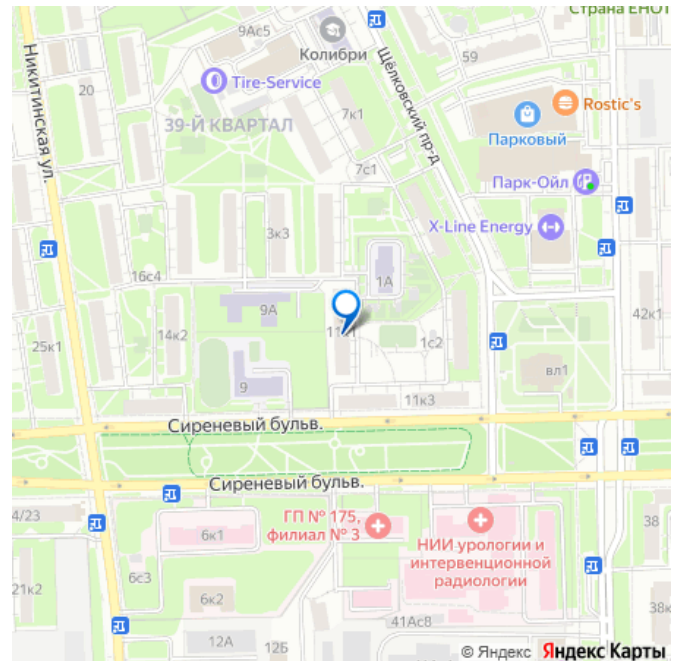 Страна ЕНОТ
9Ас5
Колибри
59
Никитинская ул.
20
Tire-Service
Щёлковский пр-д
Rostic's
Парковый
7к1
39-Й КВАРТАЛ
7с1
Парк-Ойл
X-Line Energy
3к3
16с4
1А
9А
42к1
14к2
25к1
1с2
вл1
9
11к3
Сиреневый бульв.
Сиреневый бульв.
4/23
6к1
ГП № 175,
филиал № 3
НИИ урологии и
интервенционной
радиологии
38
6с3
21к2
6к2
38к
41Ас8
12А
12Б
© Яндекс Яндекс Карты